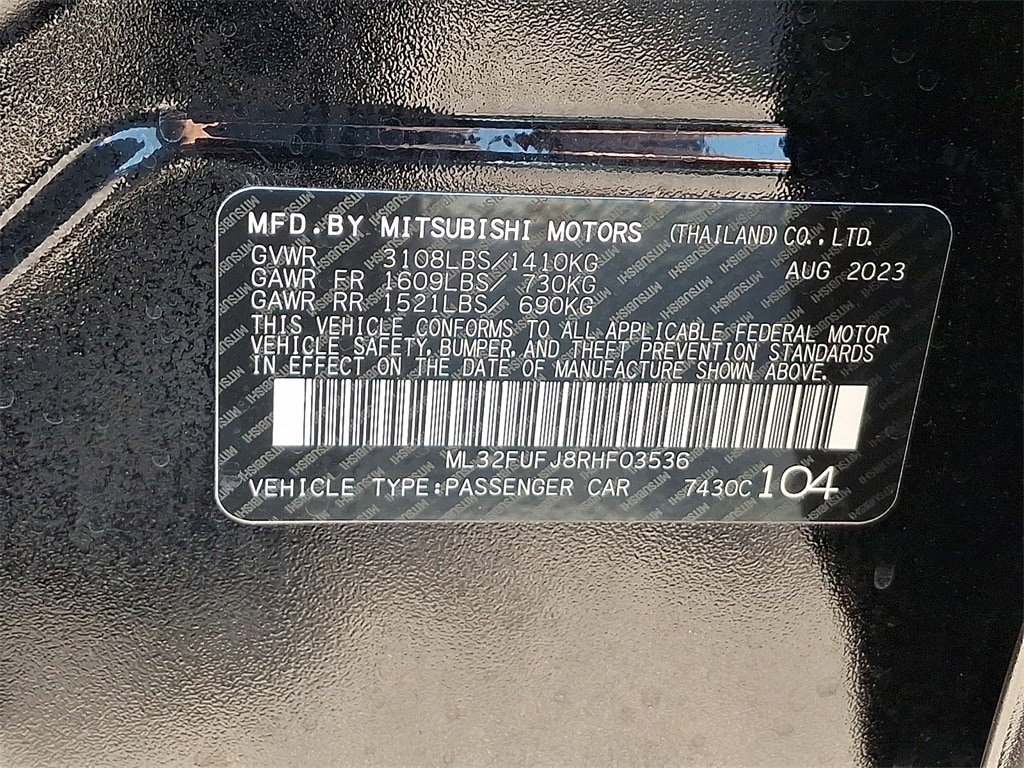 MFD.BY MITSUBISHI MOTORS (THAILAND) CO.,LTD.
GVWR 3108LBS/1410KG AUG 2023
GAWR FR 1609LBS/ 730KG
GAWR RR 1521LBS/ 690KG
THIS VEHICLE CONFORMS TO ALL APPLICABLE FEDERAL MOTOR
VEHICLE SAFETY, BUMPER, AND THEFT PREVENTION STANDARDS
IN EFFECT ON THE DATE OF MANUFACTURE SHOWN ABOVE.
ML32FUFJ8RHF03536
VEHICLE TYPE:PASSENGER CAR 7430C 104